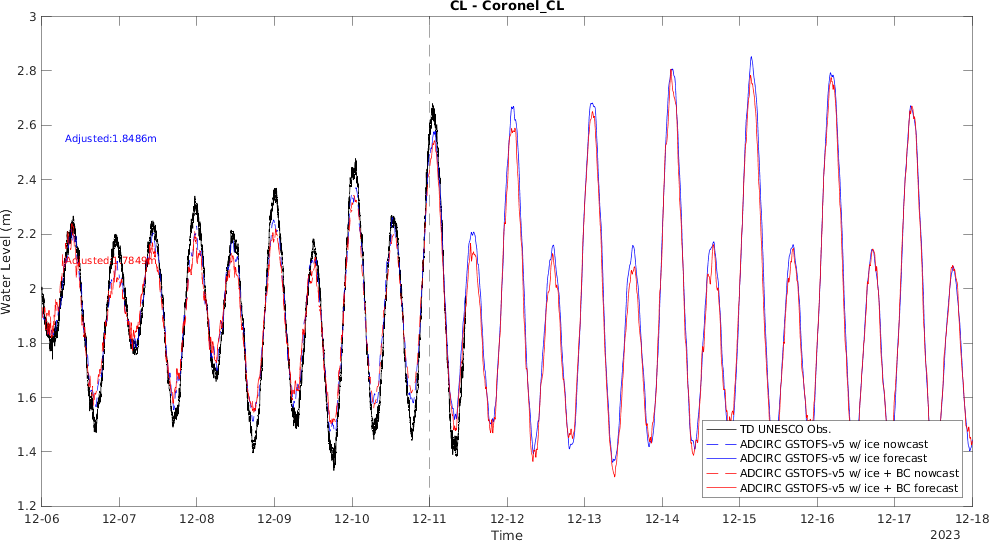 CL - Coronel_CL
Water Level (m)
3
2.8
2.6
2.4
2.2
2
1.8
1.6
1.4
1.2
Adjusted:1.8486m
TD UNESCO Obs.
ADCIRC GSTOFS-v5 w/ ice nowcast
ADCIRC GSTOFS-v5 w/ ice forecast
ADCIRC GSTOFS-v5 w/ ice + BC nowcast
ADCIRC GSTOFS-v5 w/ ice + BC forecast
12-06 12-07 12-08 12-09 12-10 12-11 12-12 12-13 12-14 12-15 12-16 12-17 12-18
Time
2023